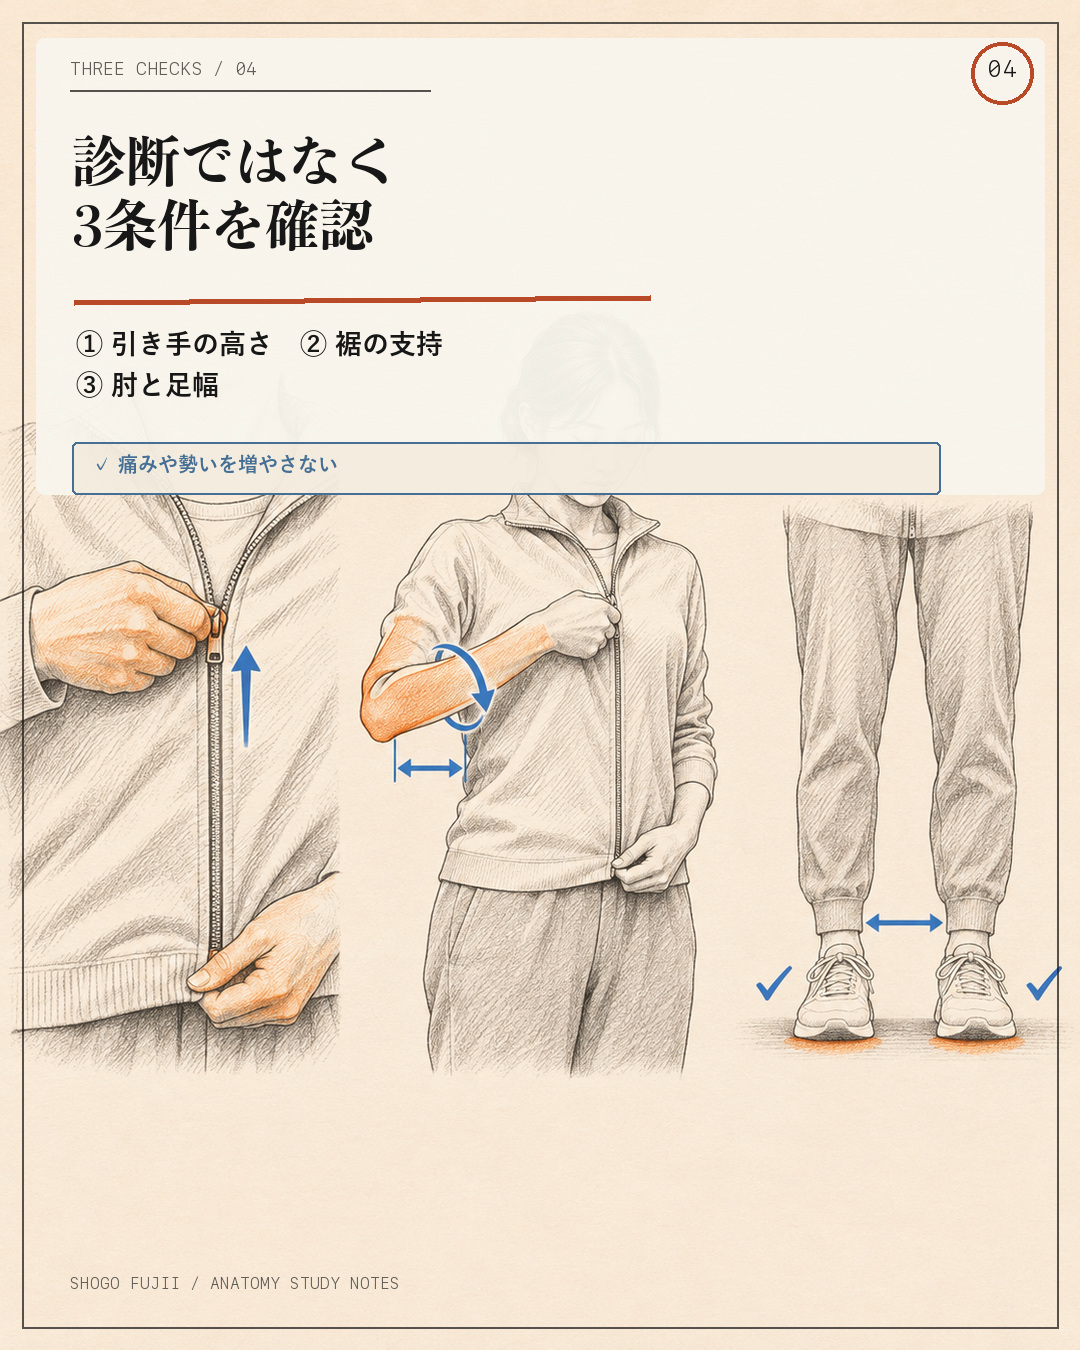 THREE CHECKS / 04
04
診断ではなく
3条件を確認
① 引き手の高さ ② 裾の支持
③ 肘と足幅
✓ 痛みや勢いを増やさない
SHOGO FUJII / ANATOMY STUDY NOTES